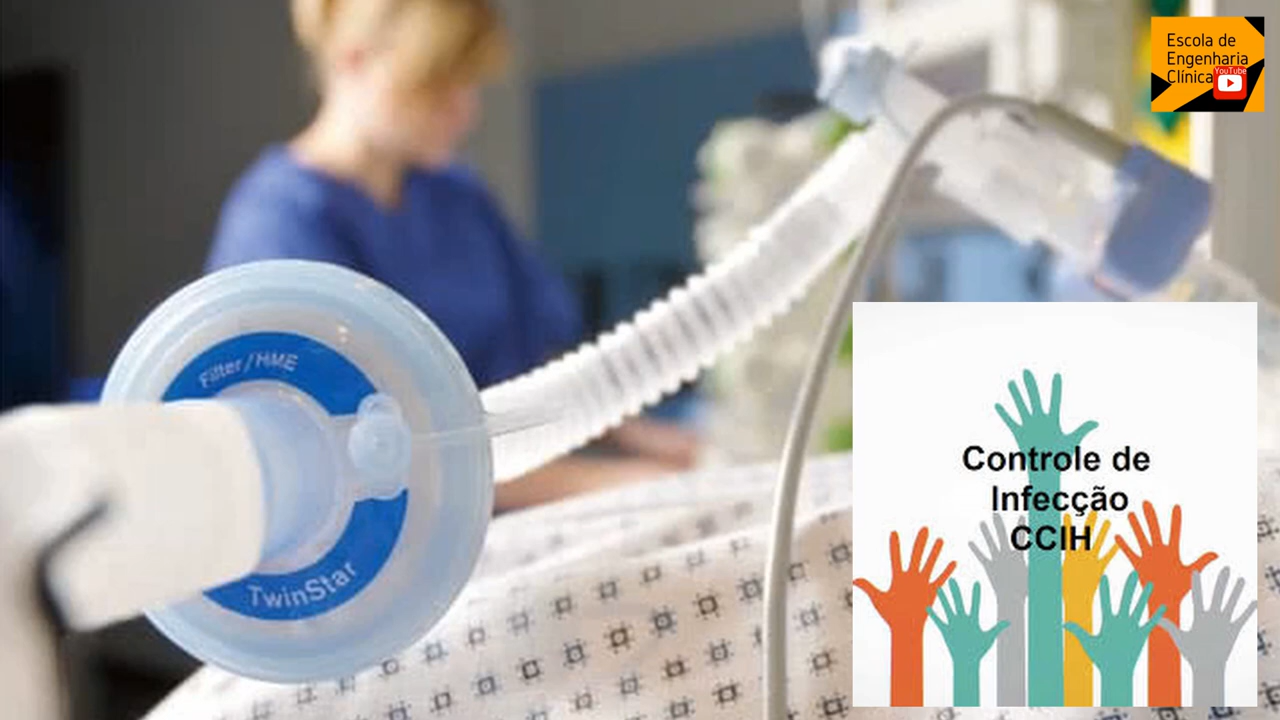 Escola de
Engenharia
Clínica
YouTube
Filter / HME
TwinStar
Controle de
Infecção
CCIH